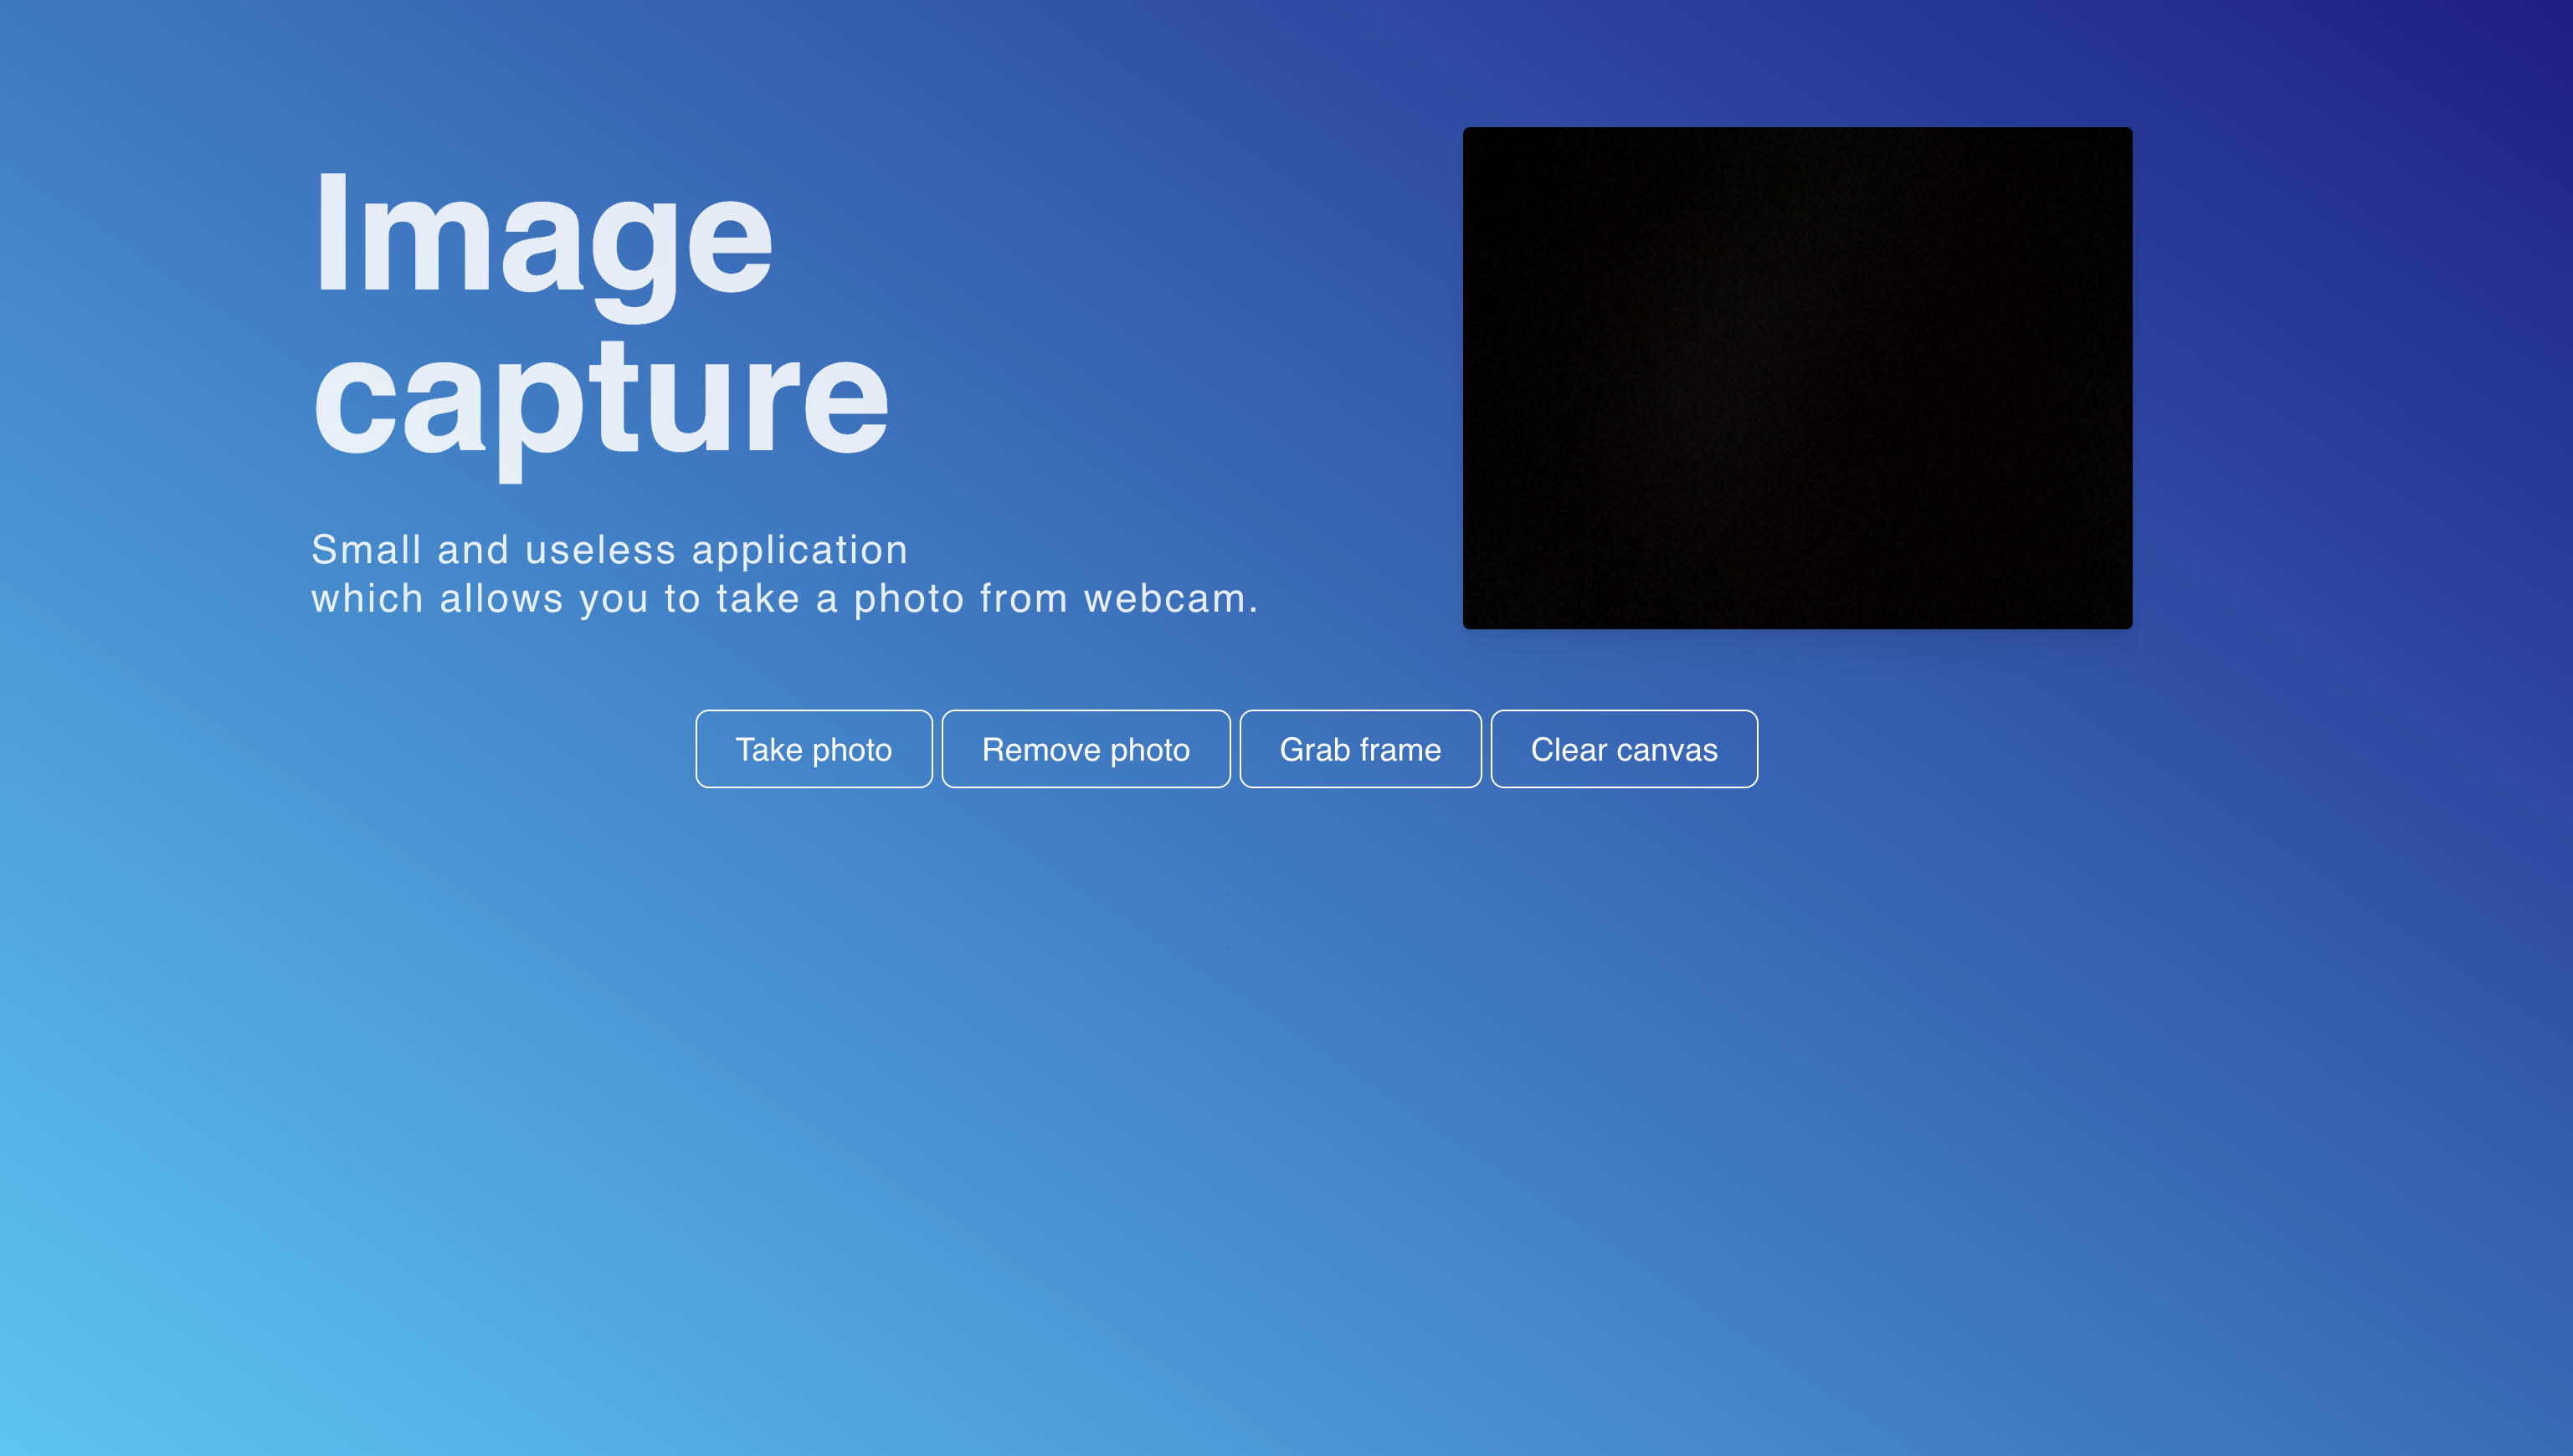 Image
capture
Small and useless application
which allows you to take a photo from webcam.
Take photo
Remove photo
Grab frame
Clear canvas